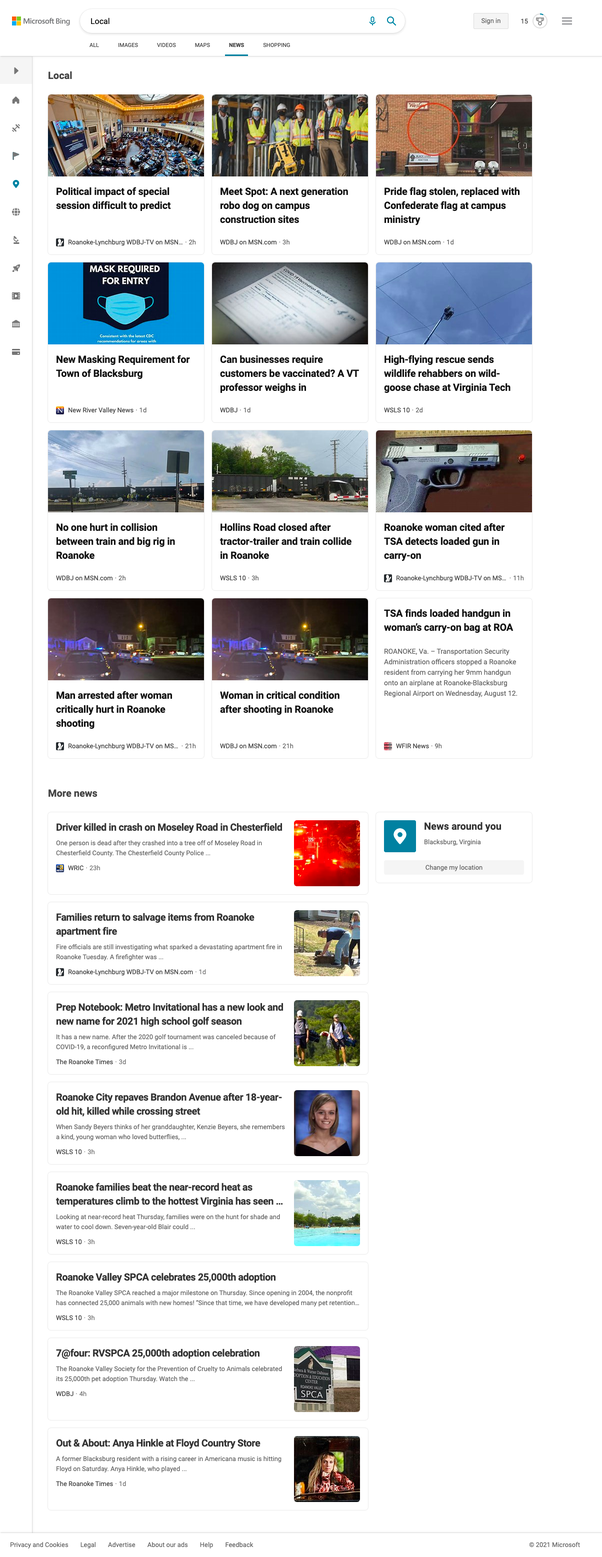 Microsoft Bing
Local
Sign in
15
ALL
IMAGES
VIDEOS
MAPS
NEWS
SHOPPING
Local
Political impact of special
session difficult to predict
Roanoke-Lynchburg WDBJ-TV on MSN... · 2h
Meet Spot: A next generation
robo dog on campus
construction sites
WDBJ on MSN.com · 3h
Pride flag stolen, replaced with
Confederate flag at campus
ministry
WDBJ on MSN.com · 1d
MASK REQUIRED
FOR ENTRY
Consistent with the latest CDC
recommendations for areas with
New Masking Requirement for
Town of Blacksburg
New River Valley News · 1d
Can businesses require
customers be vaccinated? A VT
professor weighs in
WDBJ · 1d
High-flying rescue sends
wildlife rehabbers on wild-
goose chase at Virginia Tech
WSLS 10 · 2d
No one hurt in collision
between train and big rig in
Roanoke
WDBJ on MSN.com · 2h
Hollins Road closed after
tractor-trailer and train collide
in Roanoke
WSLS 10 · 3h
Roanoke woman cited after
TSA detects loaded gun in
carry-on
Roanoke-Lynchburg WDBJ-TV on MS... · 11h
Man arrested after woman
critically hurt in Roanoke
shooting
Roanoke-Lynchburg WDBJ-TV on MS... · 21h
Woman in critical condition
after shooting in Roanoke
WDBJ on MSN.com · 21h
TSA finds loaded handgun in
woman's carry-on bag at ROA
ROANOKE, Va. – Transportation Security
Administration officers stopped a Roanoke
resident from carrying her 9mm handgun
onto an airplane at Roanoke-Blacksburg
Regional Airport on Wednesday, August 12.
WFIR News · 9h
More news
Driver killed in crash on Moseley Road in Chesterfield
One person is dead after they crashed into a tree off of Moseley Road in
Chesterfield County. The Chesterfield County Police ...
WRIC · 23h
News around you
Blacksburg, Virginia
Change my location
Families return to salvage items from Roanoke
apartment fire
Fire officials are still investigating what sparked a devastating apartment fire in
Roanoke Tuesday. A firefighter was ...
Roanoke-Lynchburg WDBJ-TV on MSN.com · 1d
Prep Notebook: Metro Invitational has a new look and
new name for 2021 high school golf season
It has a new name. After the 2020 golf tournament was canceled because of
COVID-19, a reconfigured Metro Invitational is ...
The Roanoke Times · 3d
Roanoke City repaves Brandon Avenue after 18-year-
old hit, killed while crossing street
When Sandy Beyers thinks of her granddaughter, Kenzie Beyers, she remembers
a kind, young woman who loved butterflies, ...
WSLS 10 · 3h
Roanoke families beat the near-record heat as
temperatures climb to the hottest Virginia has seen ...
Looking at near-record heat Thursday, families were on the hunt for shade and
water to cool down. Seven-year-old Blair could ...
WSLS 10 · 3h
Roanoke Valley SPCA celebrates 25,000th adoption
The Roanoke Valley SPCA reached a major milestone on Thursday. Since opening in 2004, the nonprofit
has connected 25,000 animals with new homes! "Since that time, we have developed many pet retention...
WSLS 10 · 3h
7@four: RVSPCA 25,000th adoption celebration
The Roanoke Valley Society for the Prevention of Cruelty to Animals celebrated
its 25,000th pet adoption Thursday. Watch the ...
WDBJ · 4h
SPCA
Out & About: Anya Hinkle at Floyd Country Store
A former Blacksburg resident with a rising career in Americana music is hitting
Floyd on Saturday. Anya Hinkle, who played ...
The Roanoke Times · 1d
Privacy and Cookies
Legal
Advertise
About our ads
Help
Feedback
© 2021 Microsoft